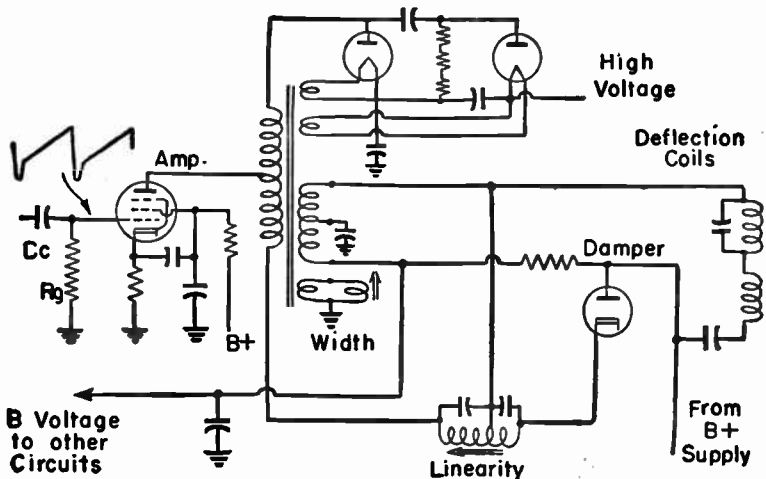 High
Voltage
Deflection
Coils
Amp.
Cc
Rg
B+
Width
Damper
B Voltage
to other
Circuits
Linearity
From
B+
Supply